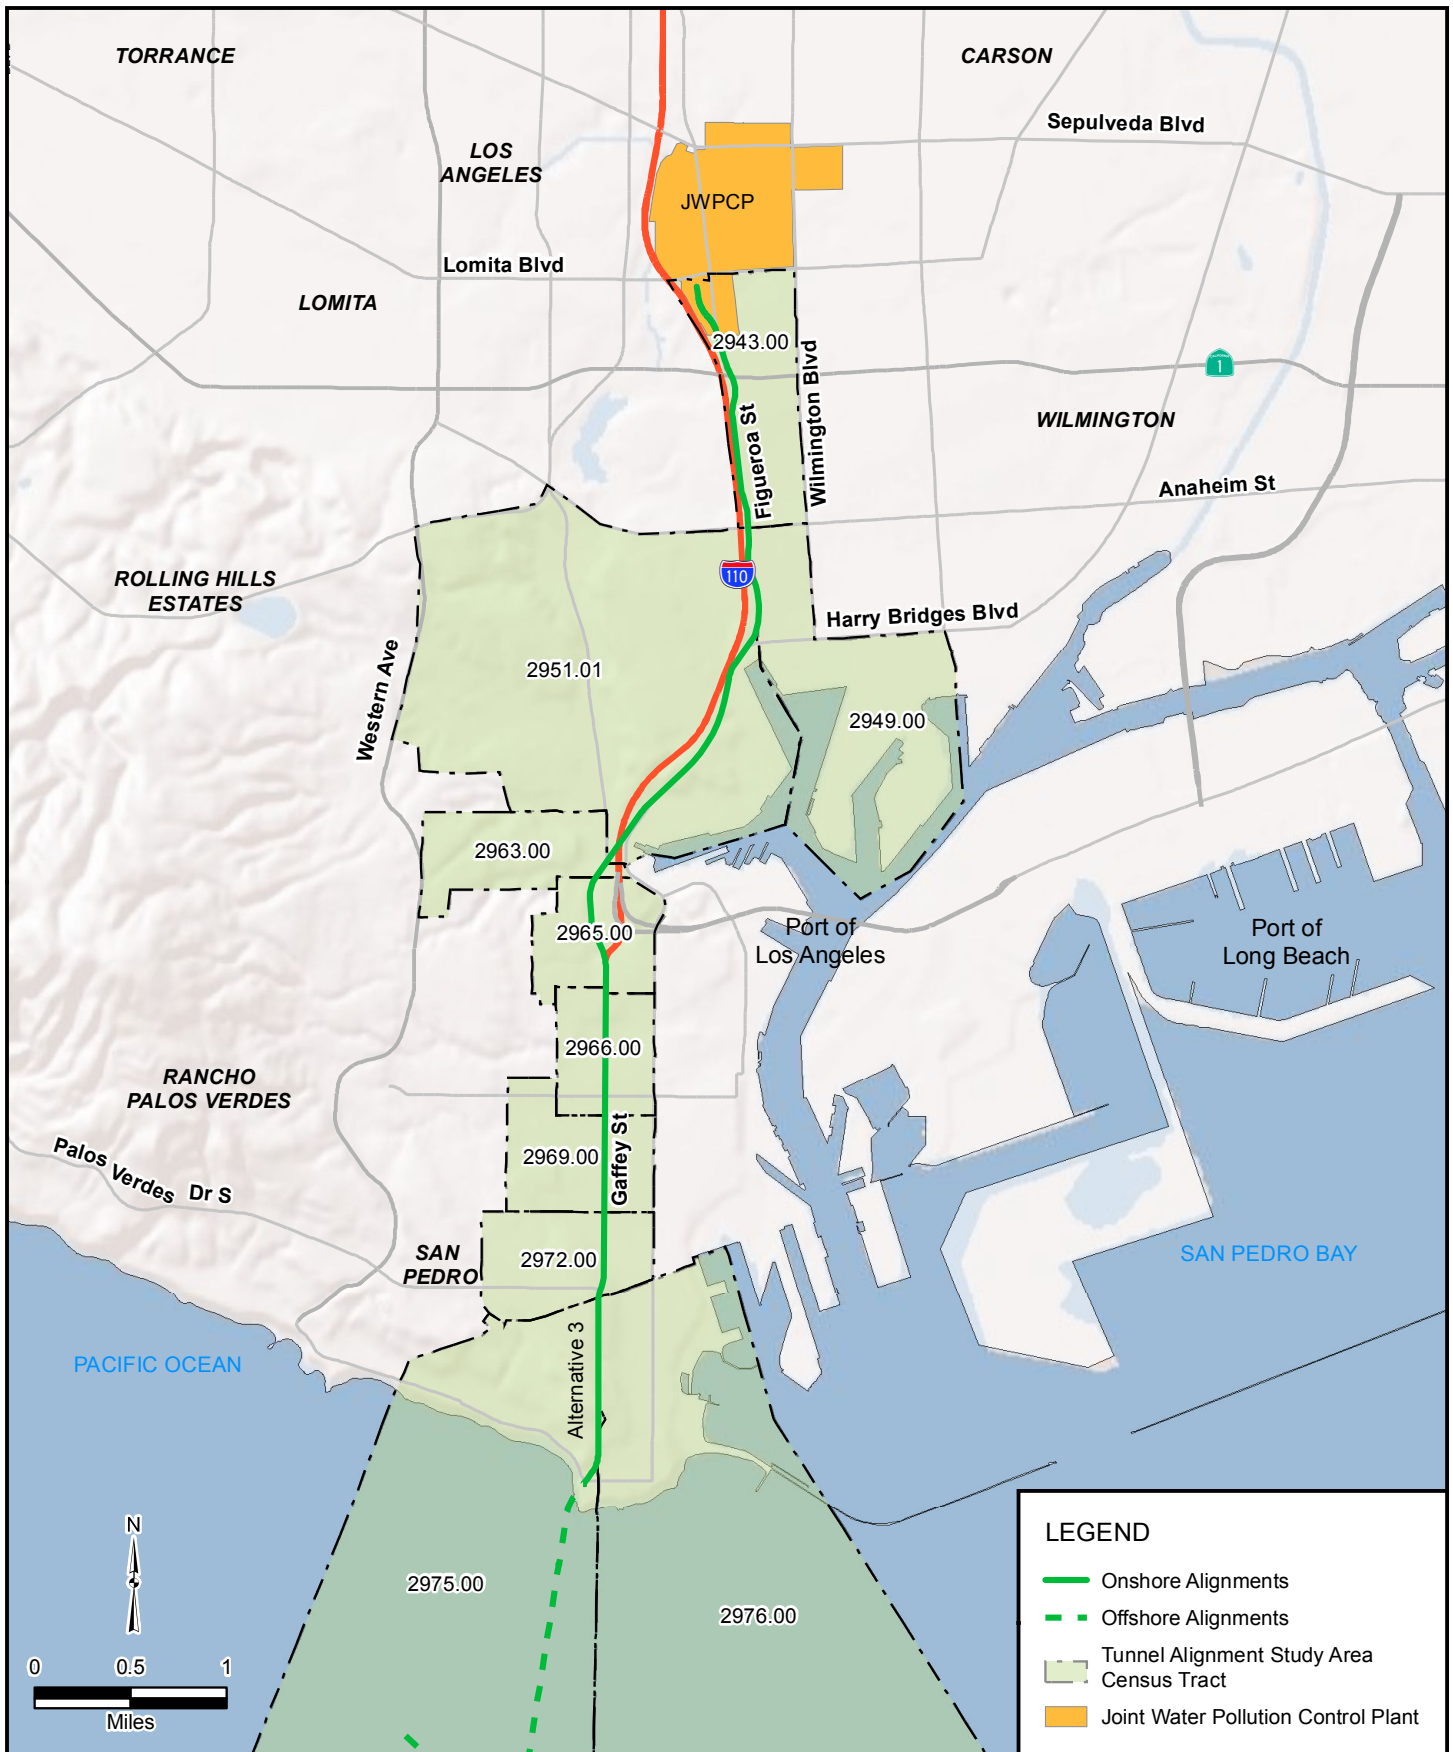 TORRANCE
CARSON
Sepulveda Blvd
LOS
ANGELES
JWPCP
Lomita Blvd
LOMITA
2943.00
CALIFORNIA
1
Wilmington Blvd
Figueroa St
WILMINGTON
Anaheim St
110
ROLLING HILLS
ESTATES
Harry Bridges Blvd
Western Ave
2951.01
2949.00
2963.00
2965.00
Port of
Los Angeles
Port of
Long Beach
2966.00
RANCHO
PALOS VERDES
Gaffey St
2969.00
Palos Verdes Dr S
SAN
PEDRO
2972.00
SAN PEDRO BAY
Alternative 3
PACIFIC OCEAN
N
2975.00
2976.00
0 0.5 1
Miles
LEGEND
Onshore Alignments
Offshore Alignments
Tunnel Alignment Study Area
Census Tract
Joint Water Pollution Control Plant